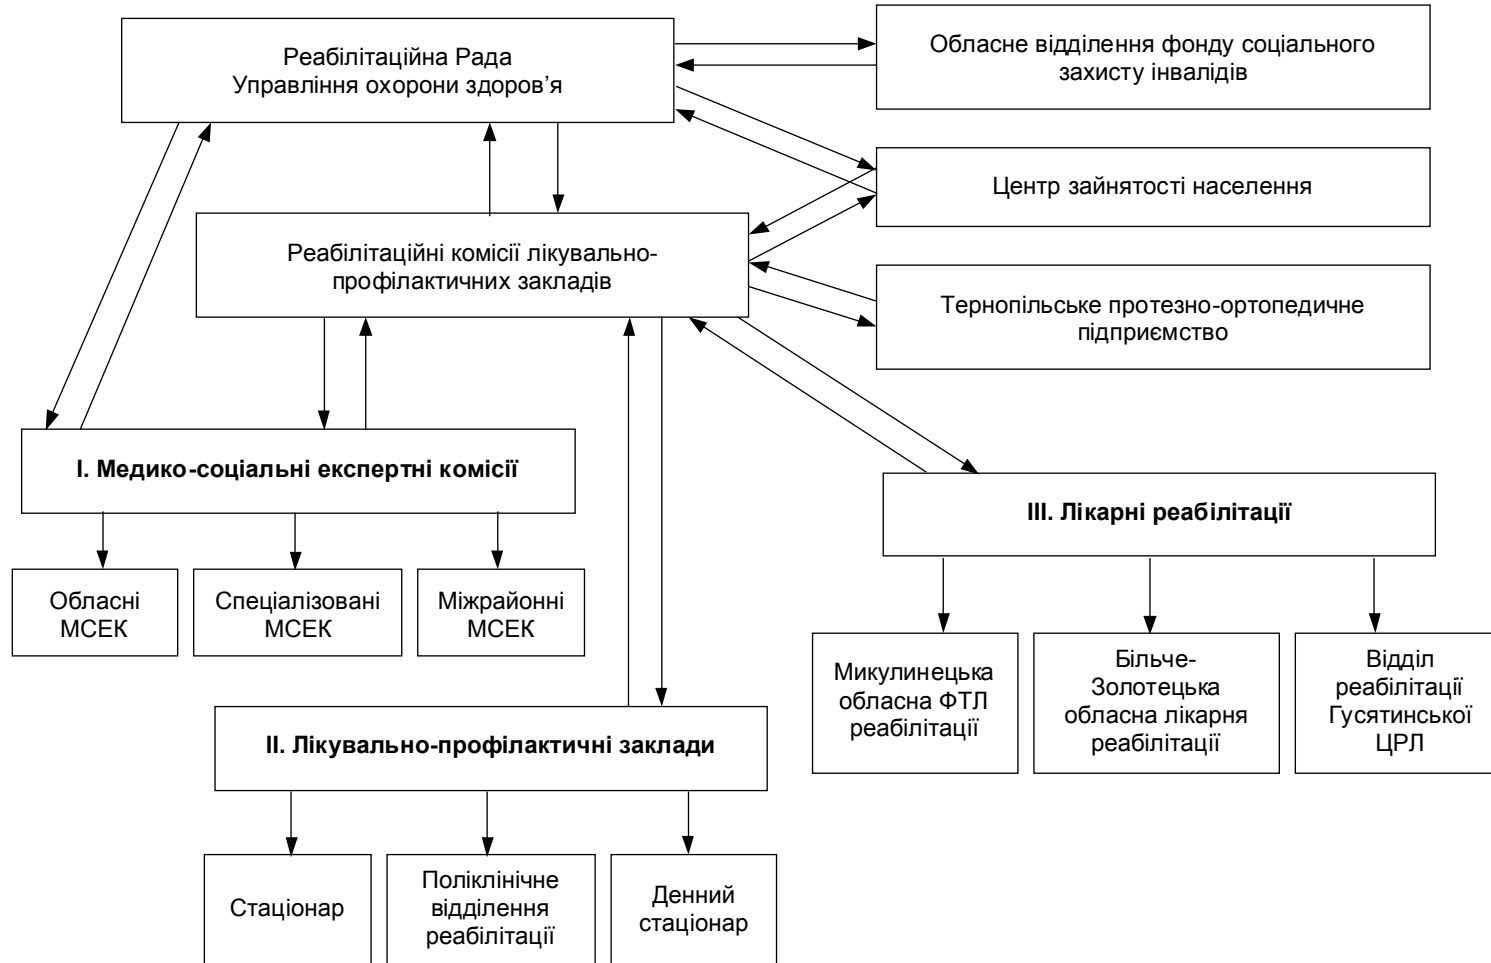 Реабілітаційна Рада
Управління охорони здоров’я
Обласне відділення фонду соціального
захисту інвалідів
Центр зайнятості населення
Реабілітаційні комісії лікувально-
профілактичних закладів
Тернопільське протезно-ортопедичне
підприємство
І. Медико-соціальні експертні комісії
ІІІ. Лікарні реабілітації
Обласні
МСЕК
Спеціалізовані
МСЕК
Міжрайонні
МСЕК
Микулинецька
обласна ФТЛ
реабілітації
Більче-
Золотецька
обласна лікарня
реабілітації
Відділ
реабілітації
Гусятинської
ЦРЛ
ІІ. Лікувально-профілактичні заклади
Стаціонар
Поліклінічне
відділення
реабілітації
Денний
стаціонар